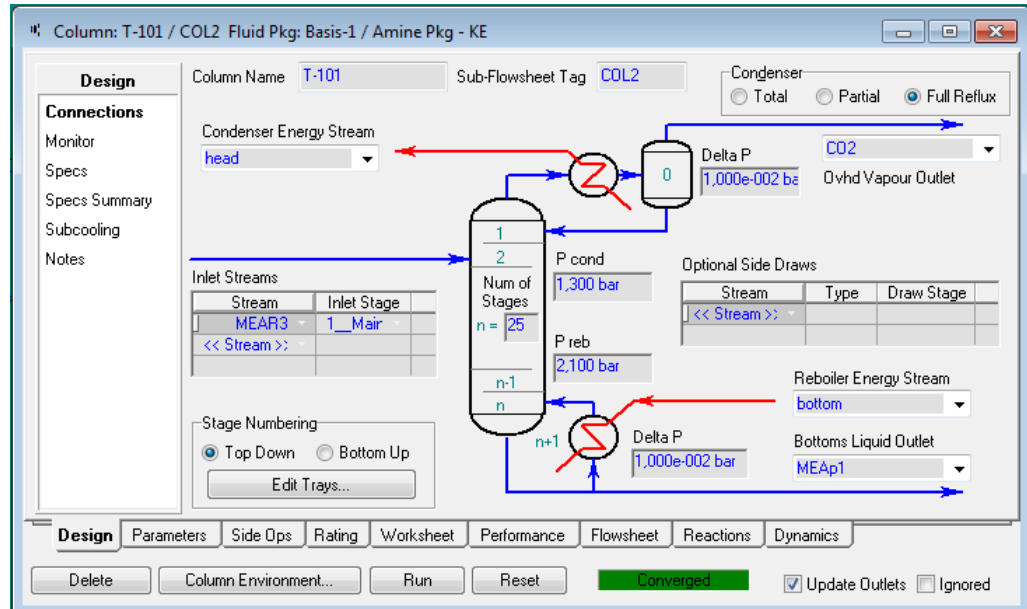 Column: T-101 / COL2 Fluid Pkg: Basis-1 / Amine Pkg - KE
Design
Connections
Monitor
Specs
Specs Summary
Subcooling
Notes
Column Name T-101 Sub-Flowsheet Tag COL2
Condenser
Total Partial Full Reflux
Condenser Energy Stream
head
0
Delta P
1,000e-002 ba
CO2
Ovhd Vapour Outlet
1
2
Num of
Stages
n = 25
n-1
n
n+1
P cond
1,300 bar
P reb
2,100 bar
Inlet Streams
Stream Inlet Stage
MEAR3 1__Mair
<< Stream >>
Optional Side Draws
Stream Type Draw Stage
<< Stream >>
Stage Numbering
Top Down Bottom Up
Edit Trays...
Delta P
1,000e-002 bar
Reboiler Energy Stream
bottom
Bottoms Liquid Outlet
MEAp1
Design Parameters Side Ops Rating Worksheet Performance Flowsheet Reactions Dynamics
Delete Column Environment... Run Reset Converged Update Outlets Ignored